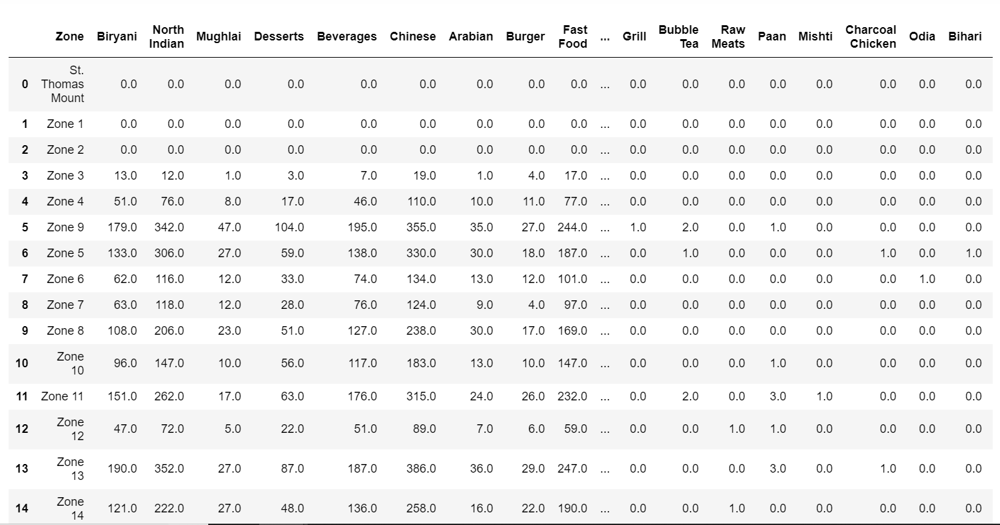 Zone Biryani North Indian Mughlai Desserts Beverages Chinese Arabian Burger Fast Food ... Grill Bubble Tea Raw Meats Paan Mishti Charcoal Chicken Odia Bihari
0 St. Thomas Mount 0.0 0.0 0.0 0.0 0.0 0.0 0.0 0.0 0.0 ... 0.0 0.0 0.0 0.0 0.0 0.0 0.0 0.0
1 Zone 1 0.0 0.0 0.0 0.0 0.0 0.0 0.0 0.0 0.0 ... 0.0 0.0 0.0 0.0 0.0 0.0 0.0 0.0
2 Zone 2 0.0 0.0 0.0 0.0 0.0 0.0 0.0 0.0 0.0 ... 0.0 0.0 0.0 0.0 0.0 0.0 0.0 0.0
3 Zone 3 13.0 12.0 1.0 3.0 7.0 19.0 1.0 4.0 17.0 ... 0.0 0.0 0.0 0.0 0.0 0.0 0.0 0.0
4 Zone 4 51.0 76.0 8.0 17.0 46.0 110.0 10.0 11.0 77.0 ... 0.0 0.0 0.0 0.0 0.0 0.0 0.0 0.0
5 Zone 9 179.0 342.0 47.0 104.0 195.0 355.0 35.0 27.0 244.0 ... 1.0 2.0 0.0 1.0 0.0 0.0 0.0 0.0
6 Zone 5 133.0 306.0 27.0 59.0 138.0 330.0 30.0 18.0 187.0 ... 0.0 1.0 0.0 0.0 0.0 1.0 0.0 1.0
7 Zone 6 62.0 116.0 12.0 33.0 74.0 134.0 13.0 12.0 101.0 ... 0.0 0.0 0.0 0.0 0.0 0.0 1.0 0.0
8 Zone 7 63.0 118.0 12.0 28.0 76.0 124.0 9.0 4.0 97.0 ... 0.0 0.0 0.0 0.0 0.0 0.0 0.0 0.0
9 Zone 8 108.0 206.0 23.0 51.0 127.0 238.0 30.0 17.0 169.0 ... 0.0 0.0 0.0 0.0 0.0 0.0 0.0 0.0
10 Zone 10 96.0 147.0 10.0 56.0 117.0 183.0 13.0 10.0 147.0 ... 0.0 0.0 0.0 1.0 0.0 0.0 0.0 0.0
11 Zone 11 151.0 262.0 17.0 63.0 176.0 315.0 24.0 26.0 232.0 ... 0.0 2.0 0.0 3.0 1.0 0.0 0.0 0.0
12 Zone 12 47.0 72.0 5.0 22.0 51.0 89.0 7.0 6.0 59.0 ... 0.0 0.0 1.0 1.0 0.0 0.0 0.0 0.0
13 Zone 13 190.0 352.0 27.0 87.0 187.0 386.0 36.0 29.0 247.0 ... 0.0 0.0 0.0 3.0 0.0 1.0 0.0 0.0
14 Zone 14 121.0 222.0 27.0 48.0 136.0 258.0 16.0 22.0 190.0 ... 0.0 0.0 1.0 0.0 0.0 0.0 0.0 0.0